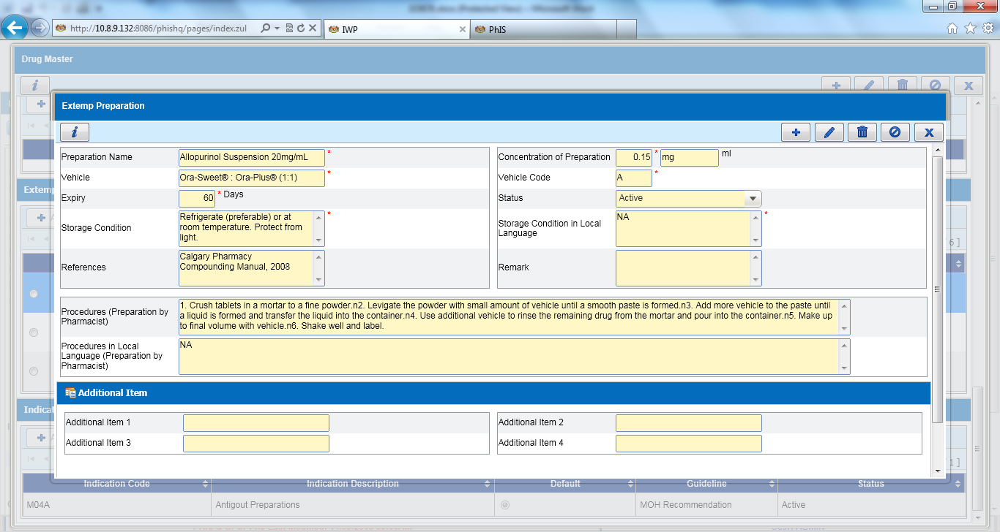 http://10.8.9.132:8086/phishq/pages/index.zul
IWP
PhIS
Drug Master
Extemp Preparation
Preparation Name
Allopurinol Suspension 20mg/mL
*
Concentration of Preparation
0.15
*
mg
ml
Vehicle
Ora-Sweet® : Ora-Plus® (1:1)
*
Vehicle Code
A
*
Expiry
60
* Days
Status
Active
Storage Condition
Refrigerate (preferable) or at
room temperature. Protect from
light.
*
Storage Condition in Local
Language
NA
*
References
Calgary Pharmacy
Compounding Manual, 2008
Remark
Procedures (Preparation by
Pharmacist)
1. Crush tablets in a mortar to a fine powder.n2. Levigate the powder with small amount of vehicle until a smooth paste is formed.n3. Add more vehicle to the paste until
a liquid is formed and transfer the liquid into the container.n4. Use additional vehicle to rinse the remaining drug from the mortar and pour into the container.n5. Make up
to final volume with vehicle.n6. Shake well and label.
Procedures in Local
Language (Preparation by
Pharmacist)
NA
Additional Item
Additional Item 1
Additional Item 2
Additional Item 3
Additional Item 4
Extemp
6 ]
Indicat
1 ]
Indication Code
Indication Description
Default
Guideline
Status
M04A
Antigout Preparations
MOH Recommendation
Active